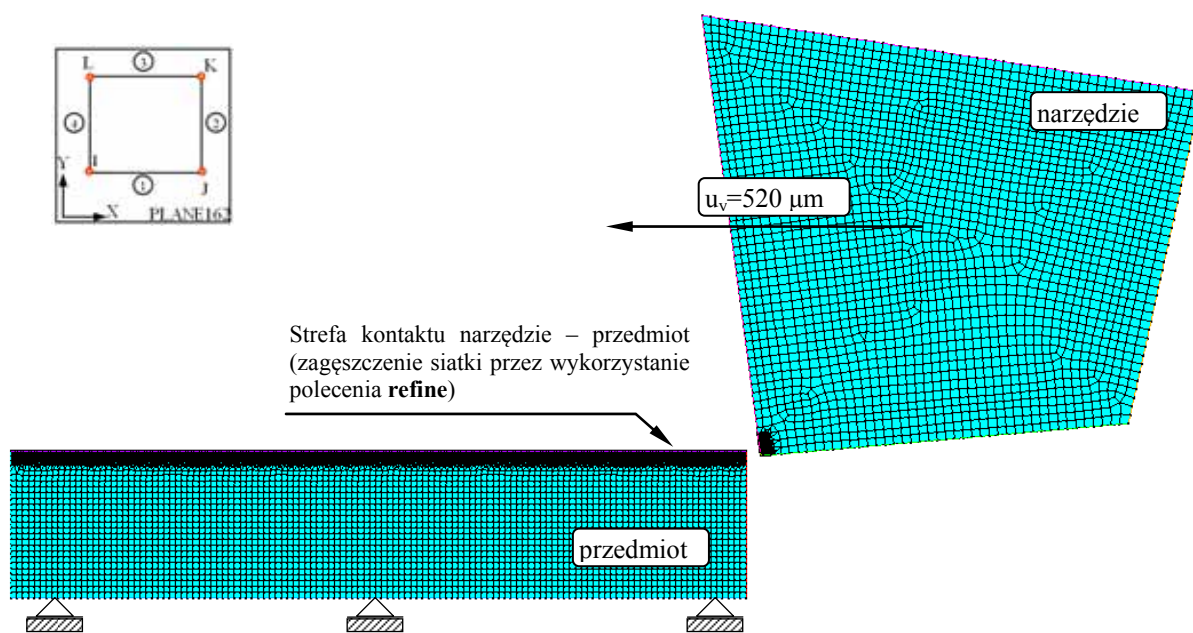 3
L
K
4
2
I
Y
1
J
X
PLANE162
narzędzie
uᵥ=520 μm
Strefa kontaktu narzędzie – przedmiot
(zagęszczenie siatki przez wykorzystanie
polecenia refine)
przedmiot